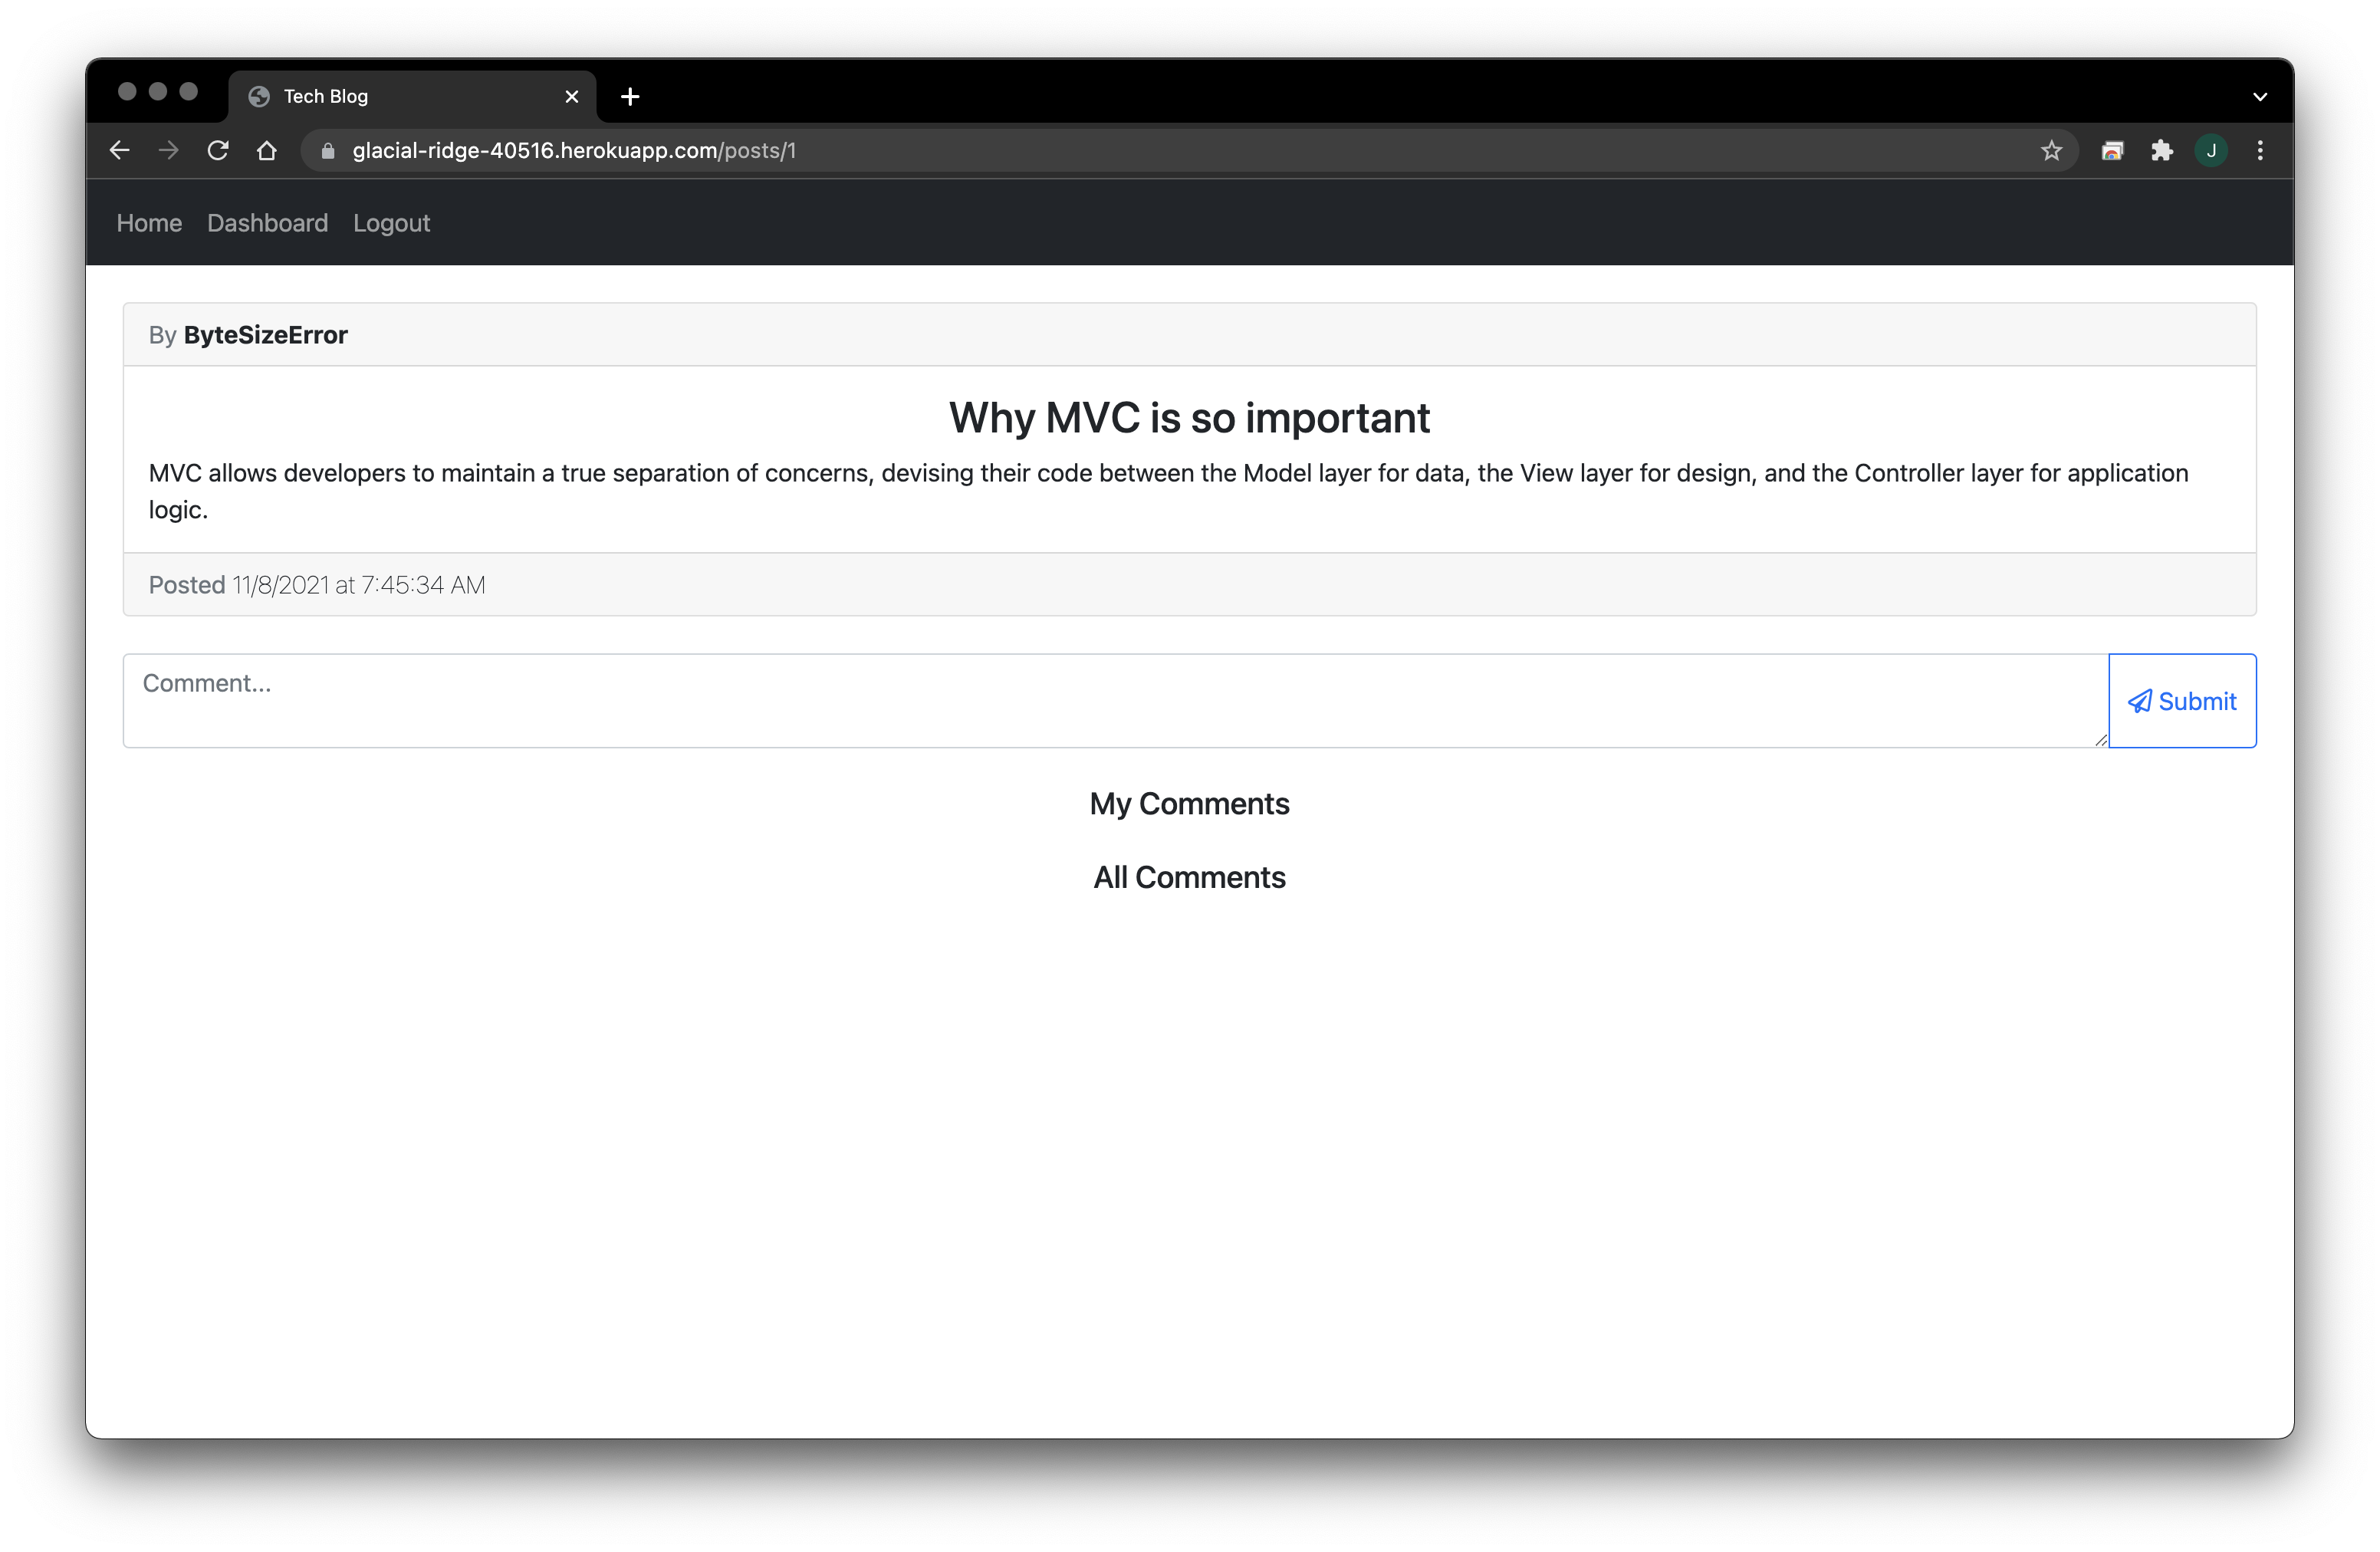 Tech Blog
glacial-ridge-40516.herokuapp.com/posts/1
J
Home Dashboard Logout
By ByteSizeError
Why MVC is so important
MVC allows developers to maintain a true separation of concerns, devising their code between the Model layer for data, the View layer for design, and the Controller layer for application
logic.
Posted 11/8/2021 at 7:45:34 AM
Comment...
Submit
My Comments
All Comments